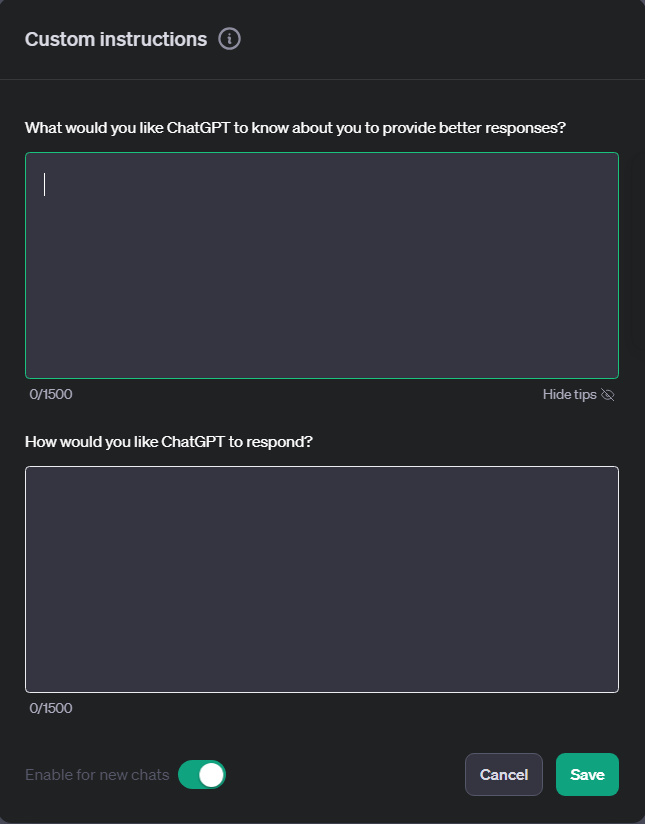 Custom instructions
What would you like ChatGPT to know about you to provide better responses?
0/1500
Hide tips
How would you like ChatGPT to respond?
0/1500
Enable for new chats
Cancel
Save